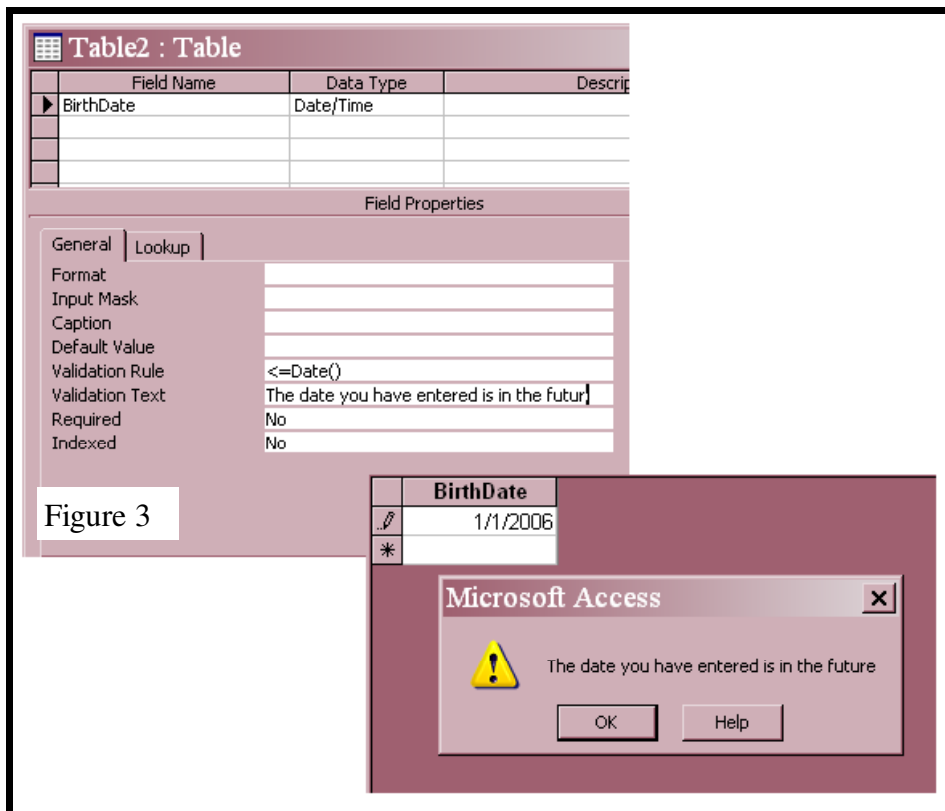 Table2 : Table
Field Name Data Type Descrip
BirthDate Date/Time
Field Properties
General Lookup
Format
Input Mask
Caption
Default Value
Validation Rule <=Date()
Validation Text The date you have entered is in the futur
Required No
Indexed No
Figure 3
BirthDate
1/1/2006
Microsoft Access
The date you have entered is in the future
OK Help